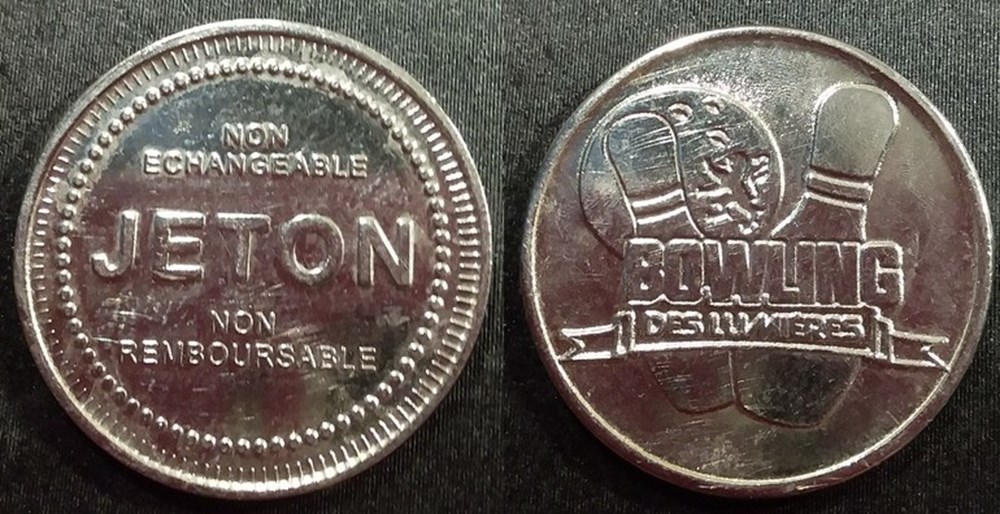 NON
ECHANGEABLE
JETON
NON
REMBOURSABLE
BOWLING
DES LUMIERES